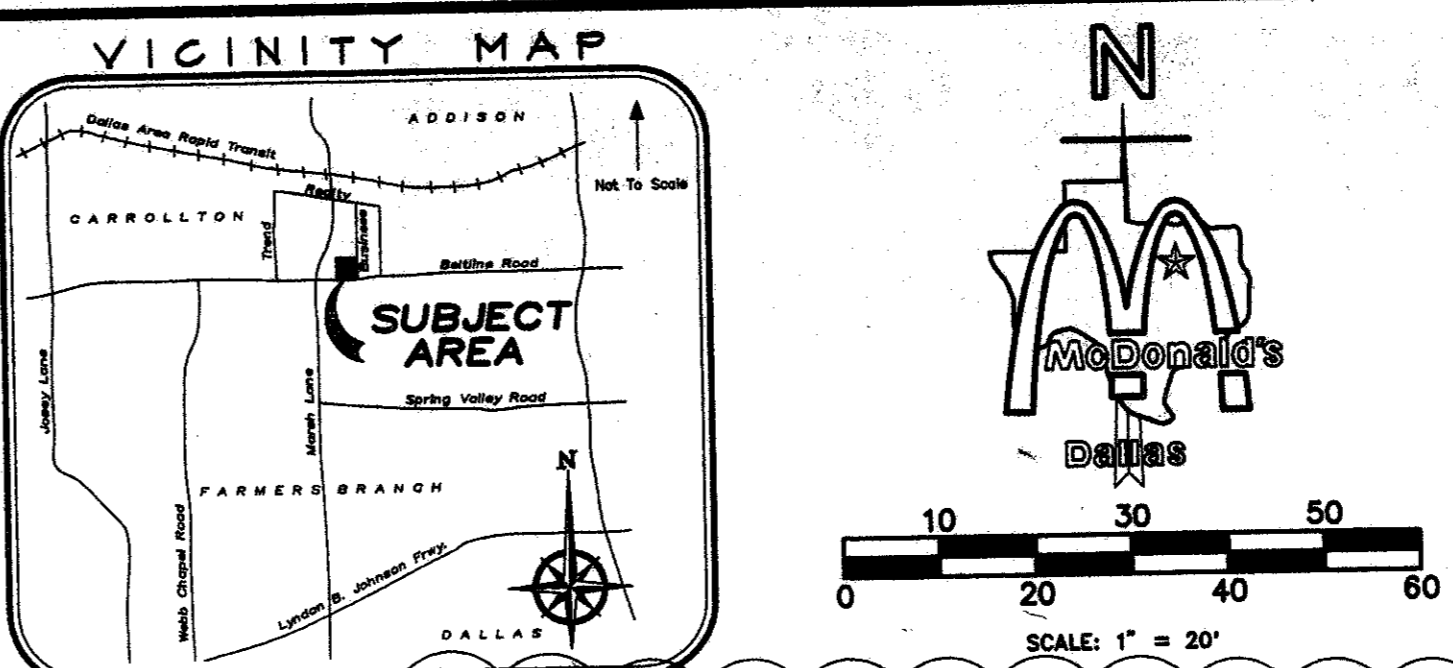 VICINITY MAP
ADDISON
Dallas Area Rapid Transit
Not To Scale
Realty
CARROLLTON
Trend
Business
Beltline Road
SUBJECT
AREA
Josey Lane
Marsh Lane
Spring Valley Road
N
FARMERS BRANCH
Webb Chapel Road
Lyndon B. Johnson Frwy.
DALLAS
N
McDonald's
Dallas
10 30 50
0 20 40 60
SCALE: 1" = 20'